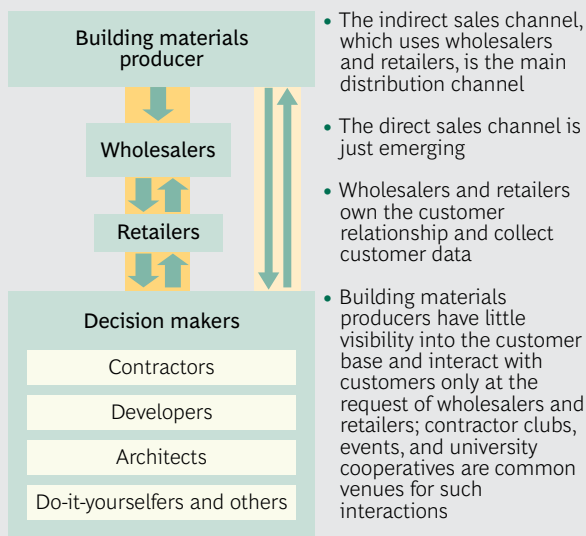 Building materials
producer
Wholesalers
Retailers
Decision makers
Contractors
Developers
Architects
Do-it-yourselfers and others
• The indirect sales channel,
which uses wholesalers
and retailers, is the main
distribution channel
• The direct sales channel is
just emerging
• Wholesalers and retailers
own the customer
relationship and collect
customer data
• Building materials
producers have little
visibility into the customer
base and interact with
customers only at the
request of wholesalers and
retailers; contractor clubs,
events, and university
cooperatives are common
venues for such
interactions